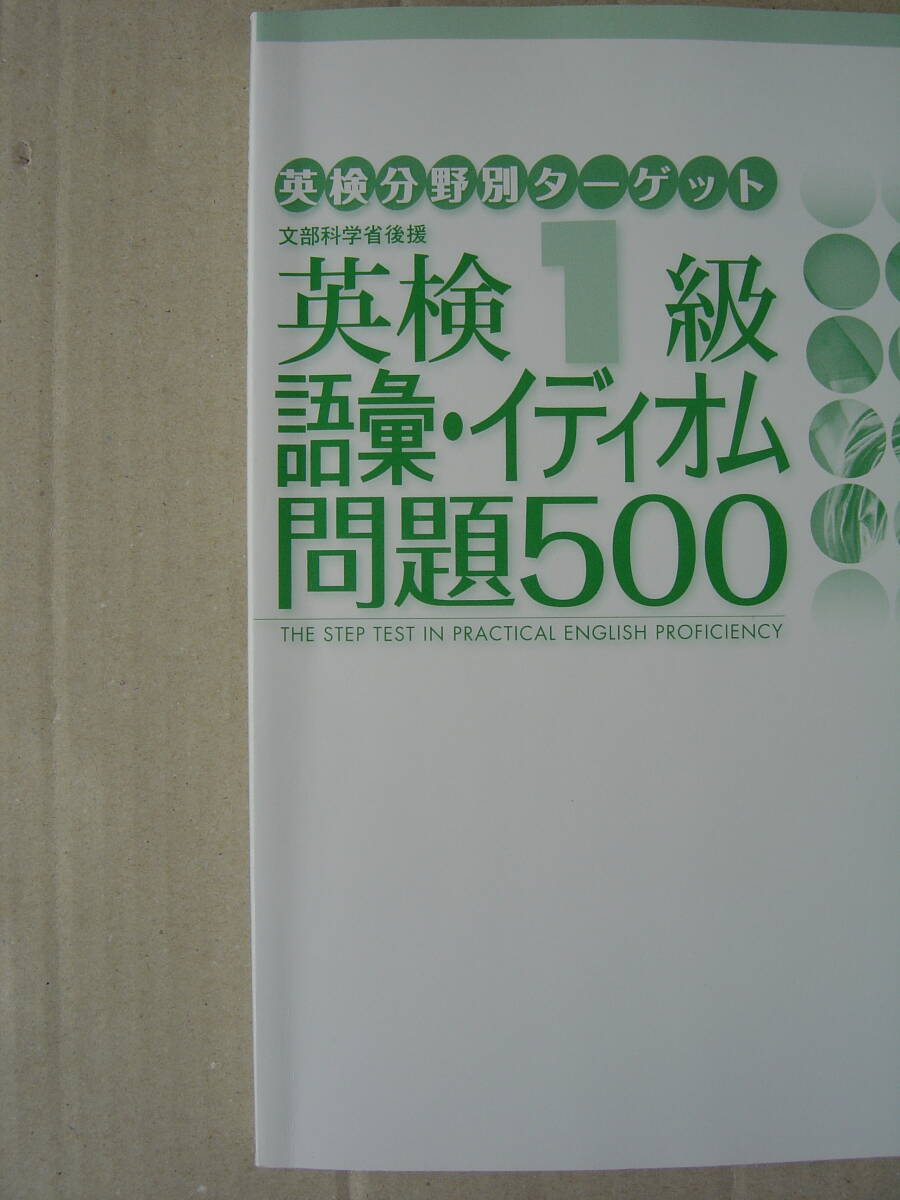 英検分野別ターゲット
文部科学省後援
英検1級
語彙・イディオム
問題500
THE STEP TEST IN PRACTICAL ENGLISH PROFICIENCY